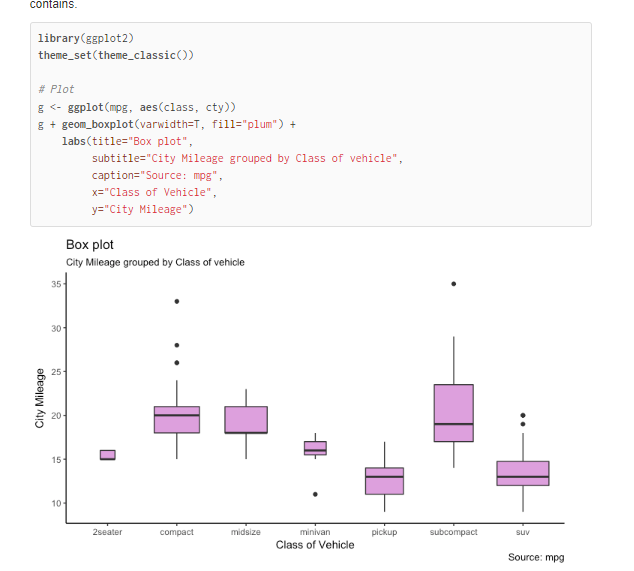 contains.
library(ggplot2)
theme_set(theme_classic())
# Plot
g <- ggplot(mpg, aes(class, cty))
g + geom_boxplot(varwidth=T, fill="plum") +
    labs(title="Box plot",
         subtitle="City Mileage grouped by Class of vehicle",
         caption="Source: mpg",
         x="Class of Vehicle",
         y="City Mileage")
Box plot
City Mileage grouped by Class of vehicle
35
30
25
20
15
10
City Mileage
2seater compact midsize minivan pickup subcompact suv
Class of Vehicle
Source: mpg